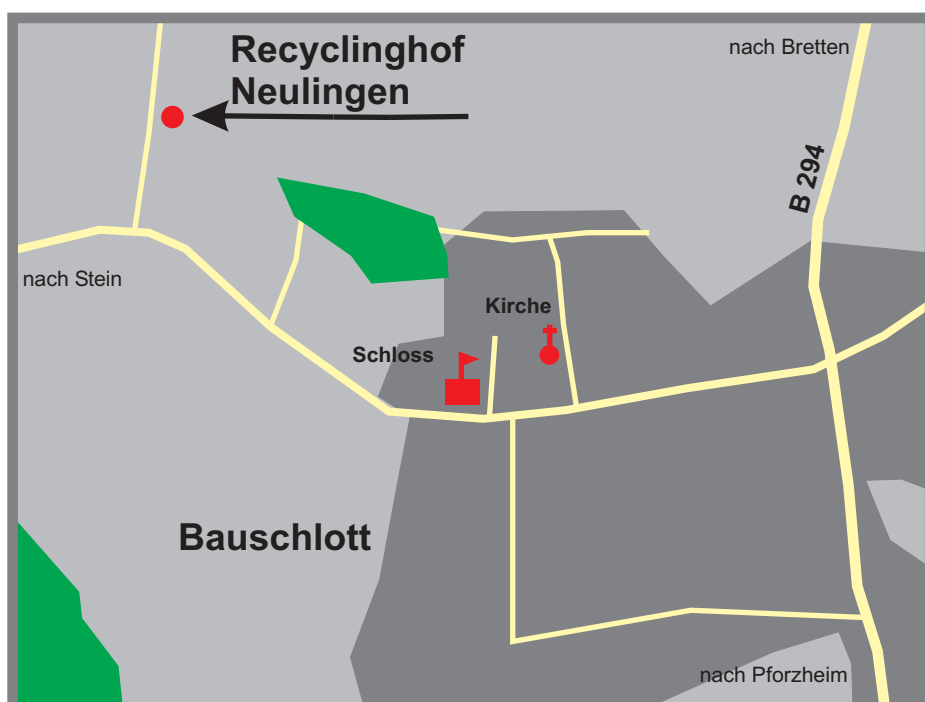 Recyclinghof
Neulingen
nach Bretten
B 294
nach Stein
Kirche
Schloss
Bauschlott
nach Pforzheim